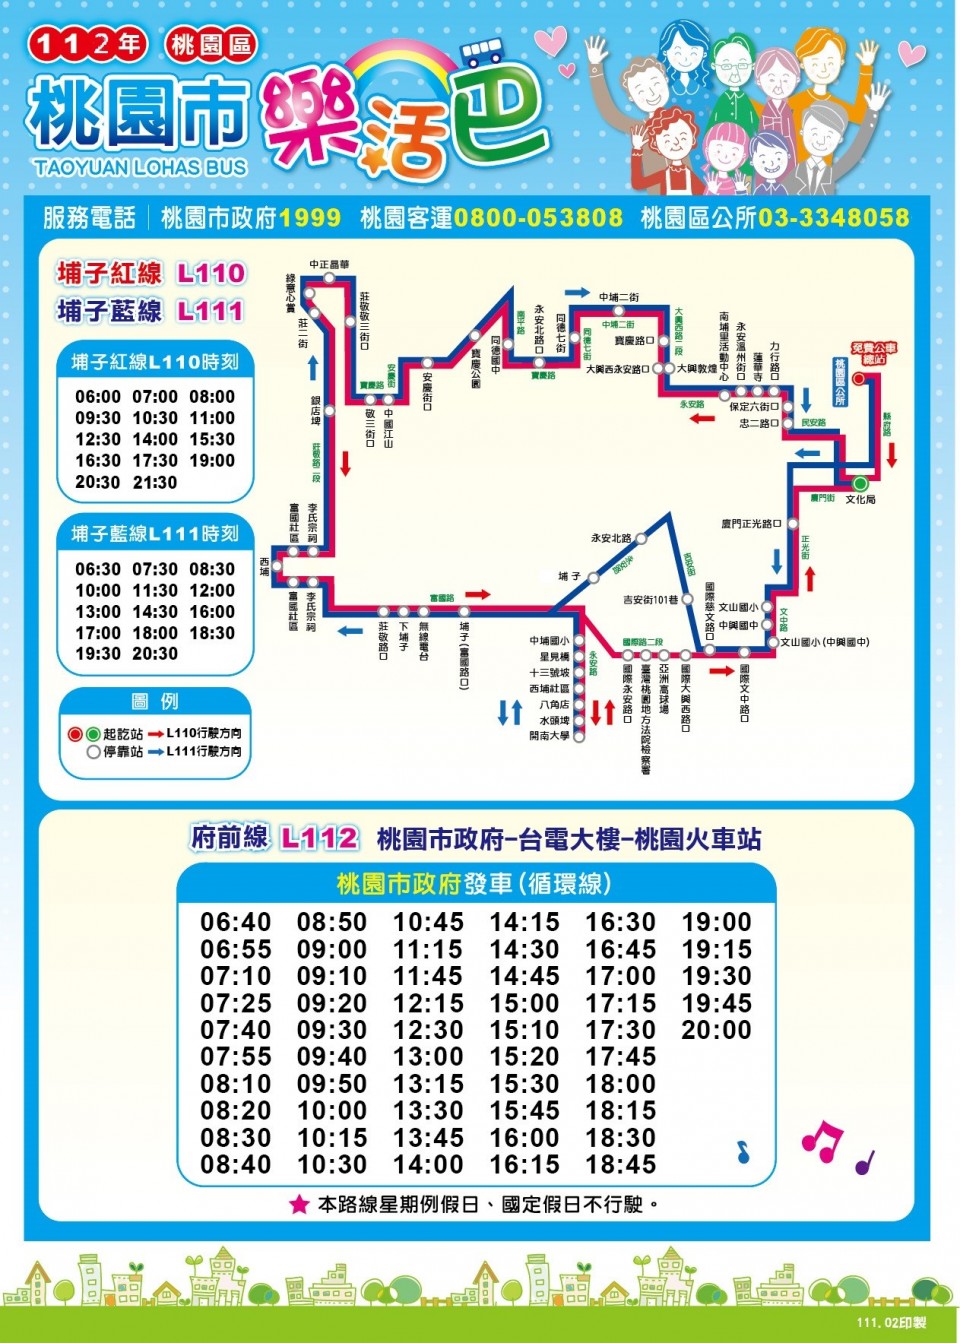 112年 桃園區
桃園市樂活巴
TAOYUAN LOHAS BUS
服務電話｜桃園市政府1999 桃園客運0800-053808 桃園區公所03-3348058
埔子紅線 L110
埔子藍線 L111
埔子紅線L110時刻
06:00 07:00 08:00
09:30 10:30 11:00
12:30 14:00 15:30
16:30 17:30 19:00
20:30 21:30
埔子藍線L111時刻
06:30 07:30 08:30
10:00 11:30 12:00
13:00 14:30 16:00
17:00 18:00 18:30
19:30 20:30
圖 例
起訖站 L110行駛方向
停靠站 L111行駛方向
中正晶華
綠意心賞
莊二街
莊敬敬三街口
銀店埤
莊敬路二段
寶慶路
安慶街
敬三街口
中國江山
安慶街口
寶慶公園
同德國中
南平路
永安北路口
寶慶路
同德七街
同德七街
中埔二街
中埔二街
寶慶路口
大興西路二段
大興西永安路口
大興敦煌
永安路
南埔里活動中心
永安溫州街口
蓮華寺
力行路口
保定六街口
忠二路口
民安路
桃園區公所
免費公車總站
縣府路
文化局
廈門街
廈門正光路口
正光街
文山國小
中興國中
文中路
文山國小(中興國中)
國際文中路口
國際慈文路口
吉安街
吉安街101巷
永安北路
埔子
富國社區
李氏宗祠
西埔
富國社區
李氏宗祠
莊敬路口
下埔子
無線電台
富國路
埔子(富國路口)
中埔國小
星見橋
十三號坡
西埔社區
八角店
水頭埤
開南大學
永安路
國際路二段
國際永安路口
臺灣桃園地方法院檢察署
亞洲高球場
國際大興西路口
府前線 L112 桃園市政府–台電大樓–桃園火車站
桃園市政府發車(循環線)
06:40 08:50 10:45 14:15 16:30 19:00
06:55 09:00 11:15 14:30 16:45 19:15
07:10 09:10 11:45 14:45 17:00 19:30
07:25 09:20 12:15 15:00 17:15 19:45
07:40 09:30 12:30 15:10 17:30 20:00
07:55 09:40 13:00 15:20 17:45
08:10 09:50 13:15 15:30 18:00
08:20 10:00 13:30 15:45 18:15
08:30 10:15 13:45 16:00 18:30
08:40 10:30 14:00 16:15 18:45
★ 本路線星期例假日、國定假日不行駛。
111.02印製